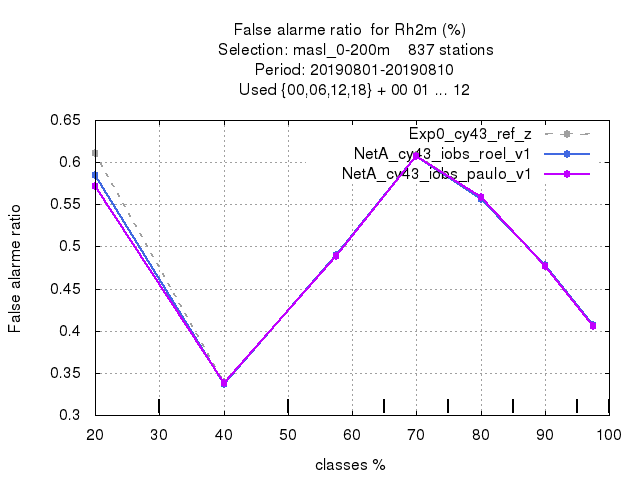 False alarme ratio  for Rh2m (%)
Selection: masl_0-200m    837 stations
Period: 20190801-20190810
Used {00,06,12,18} + 00 01 ... 12
Exp0_cy43_ref_z
NetA_cy43_iobs_roel_v1
NetA_cy43_iobs_paulo_v1
False alarme ratio
0.65
0.6
0.55
0.5
0.45
0.4
0.35
0.3
20 30 40 50 60 70 80 90 100
classes %